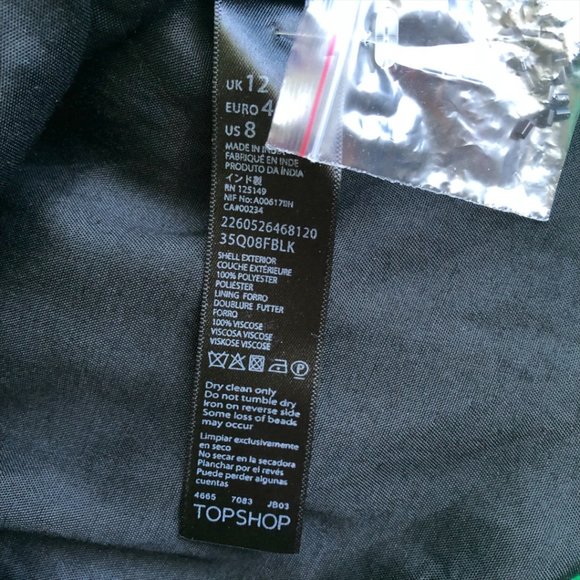 UK 12
EURO 4
US 8
MADE IN INDIA
FABRIQUÉ EN INDE
PRODUTO DA ÍNDIA
インド製
RN 125149
NIF No: A0061711N
CA#00234
2260526468120
35Q08FBLK
SHELL EXTERIOR
COUCHE EXTÉRIEURE
100% POLYESTER
POLIÉSTER
LINING FORRO
DOUBLURE FUTTER
FORRO
100% VISCOSE
VISCOSA VISCOSE
VISKOSE VISCOSE
Dry clean only
Do not tumble dry
Iron on reverse side
Some loss of beads
may occur
Limpiar exclusivamente
en seco
No secar en la secadora
Planchar por el revés
Puede perder algunas
cuentas
4665 7083 JB03
TOPSHOP